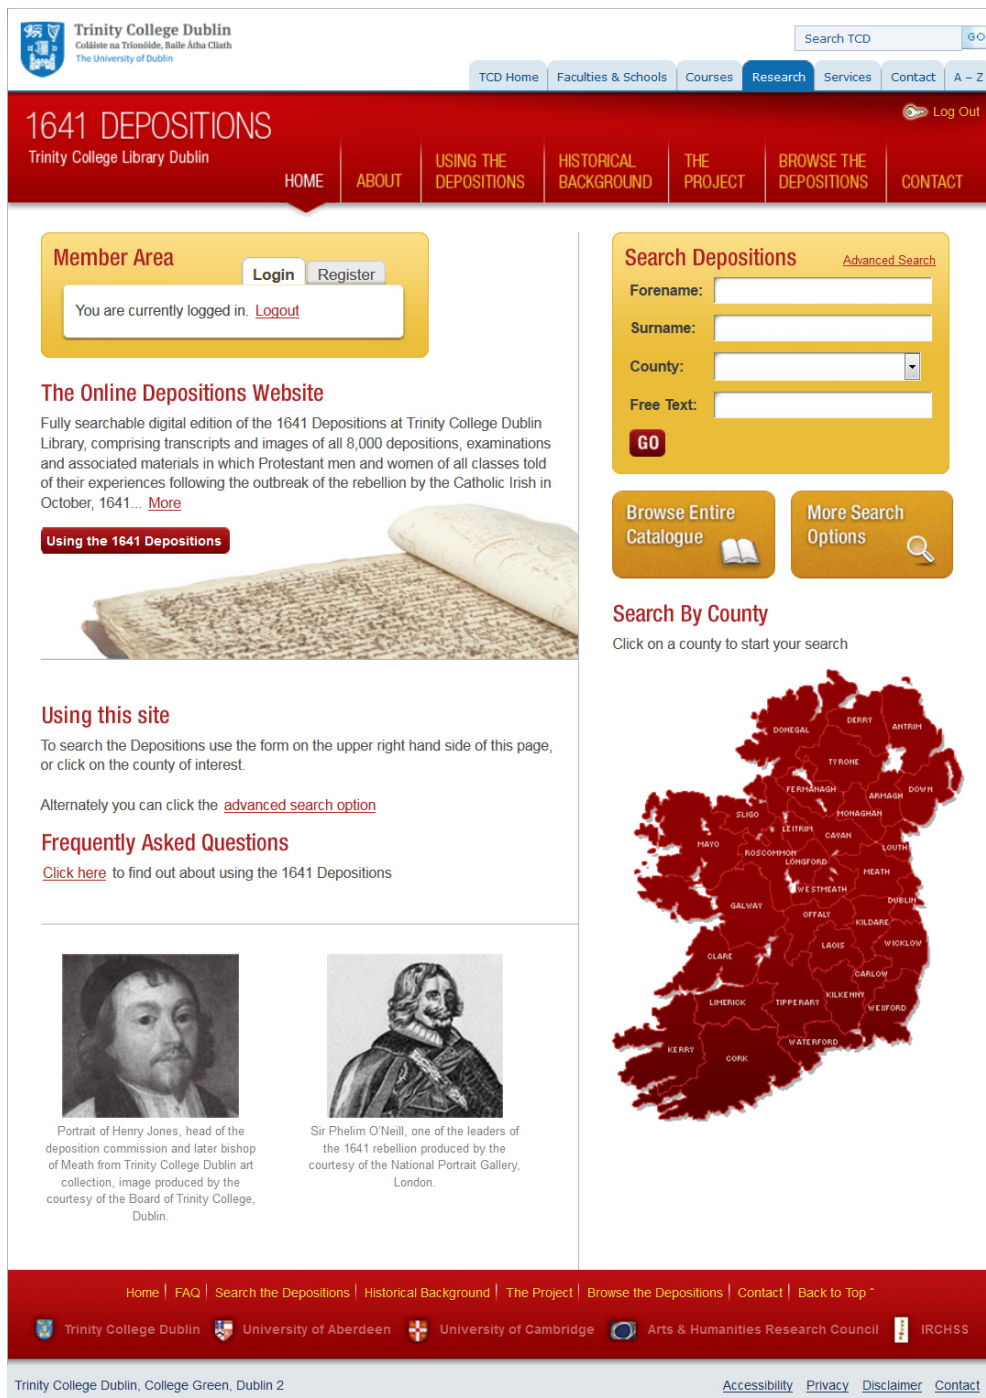 Trinity College Dublin
Coláiste na Tríonóide, Baile Átha Cliath
The University of Dublin
Search TCD
GO
TCD Home
Faculties & Schools
Courses
Research
Services
Contact
A – Z
Log Out
1641 DEPOSITIONS
Trinity College Library Dublin
HOME
ABOUT
USING THE
DEPOSITIONS
HISTORICAL
BACKGROUND
THE
PROJECT
BROWSE THE
DEPOSITIONS
CONTACT
Member Area
Login
Register
You are currently logged in. Logout
The Online Depositions Website
Fully searchable digital edition of the 1641 Depositions at Trinity College Dublin
Library, comprising transcripts and images of all 8,000 depositions, examinations
and associated materials in which Protestant men and women of all classes told
of their experiences following the outbreak of the rebellion by the Catholic Irish in
October, 1641... More
Using the 1641 Depositions
Using this site
To search the Depositions use the form on the upper right hand side of this page,
or click on the county of interest.
Alternately you can click the advanced search option
Frequently Asked Questions
Click here to find out about using the 1641 Depositions
Portrait of Henry Jones, head of the
deposition commission and later bishop
of Meath from Trinity College Dublin art
collection, image produced by the
courtesy of the Board of Trinity College,
Dublin.
Sir Phelim O'Neill, one of the leaders of
the 1641 rebellion produced by the
courtesy of the National Portrait Gallery,
London.
Search Depositions
Advanced Search
Forename:
Surname:
County:
Free Text:
GO
Browse Entire
Catalogue
More Search
Options
Search By County
Click on a county to start your search
DONEGAL
DERRY
ANTRIM
TYRONE
FERMANAGH
ARMAGH
DOWN
SLIGO
LEITRIM
MONAGHAN
CAVAN
MAYO
ROSCOMMON
LONGFORD
LOUTH
MEATH
WESTMEATH
GALWAY
OFFALY
DUBLIN
KILDARE
LAOIS
WICKLOW
CLARE
CARLOW
LIMERICK
TIPPERARY
KILKENNY
WEXFORD
WATERFORD
KERRY
CORK
Home | FAQ | Search the Depositions | Historical Background | The Project | Browse the Depositions | Contact | Back to Top ^
Trinity College Dublin
University of Aberdeen
University of Cambridge
Arts & Humanities Research Council
IRCHSS
Trinity College Dublin, College Green, Dublin 2
Accessibility
Privacy
Disclaimer
Contact